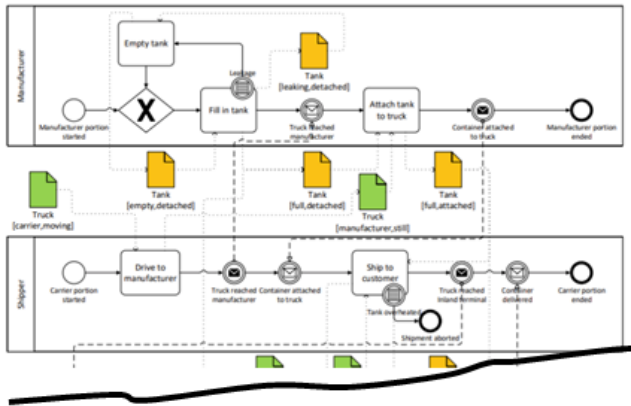 Manufacturer
Empty tank
Leakage
Tank
[leaking,detached]
X
Fill in tank
Attach tank
to truck
Manufacturer portion
started
Truck reached
manufacturer
Container attached
to truck
Manufacturer portion
ended
Truck
[carrier,moving]
Tank
[empty,detached]
Tank
[full,detached]
Truck
[manufacturer,still]
Tank
[full,attached]
Shipper
Drive to
manufacturer
Ship to
customer
Carrier portion
started
Truck reached
manufacturer
Container attached
to truck
Tank overheated
Truck reached
Inland terminal
Container
delivered
Carrier portion
ended
Shipment aborted